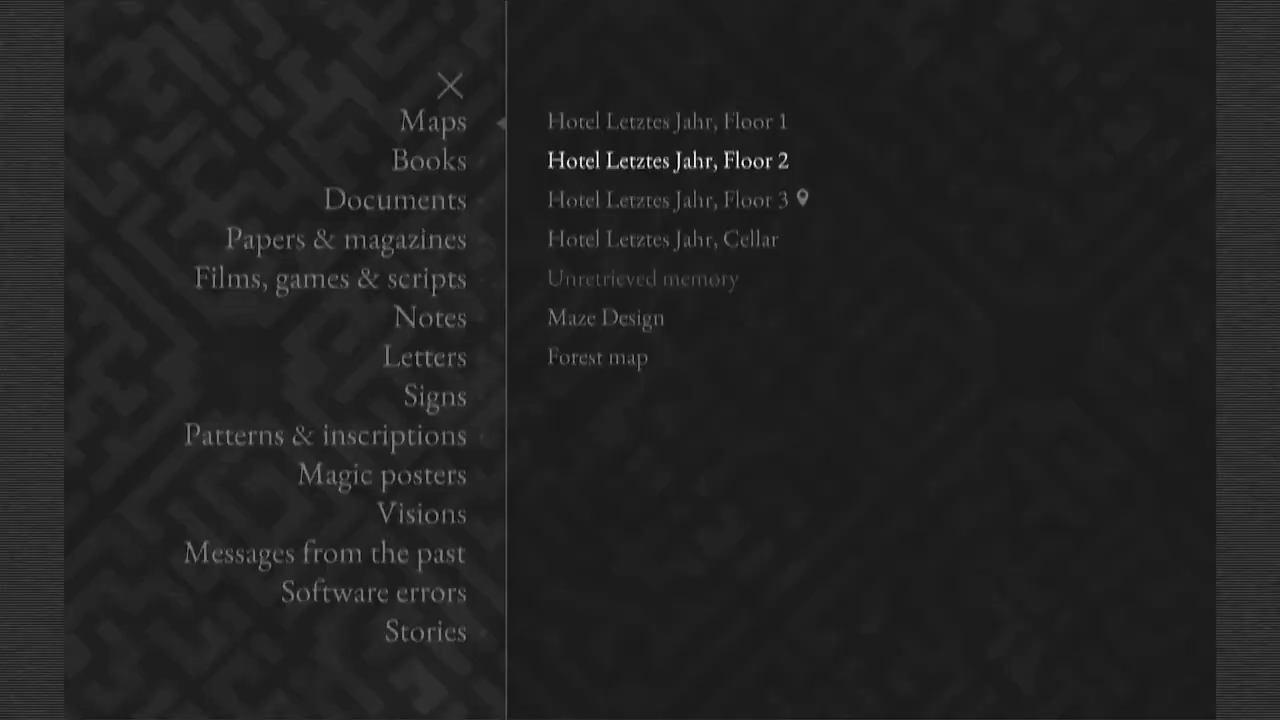 Maps
Books
Documents
Papers & magazines
Films, games & scripts
Notes
Letters
Signs
Patterns & inscriptions
Magic posters
Visions
Messages from the past
Software errors
Stories
Hotel Letztes Jahr, Floor 1
Hotel Letztes Jahr, Floor 2
Hotel Letztes Jahr, Floor 3
Hotel Letztes Jahr, Cellar
Unretrieved memory
Maze Design
Forest map